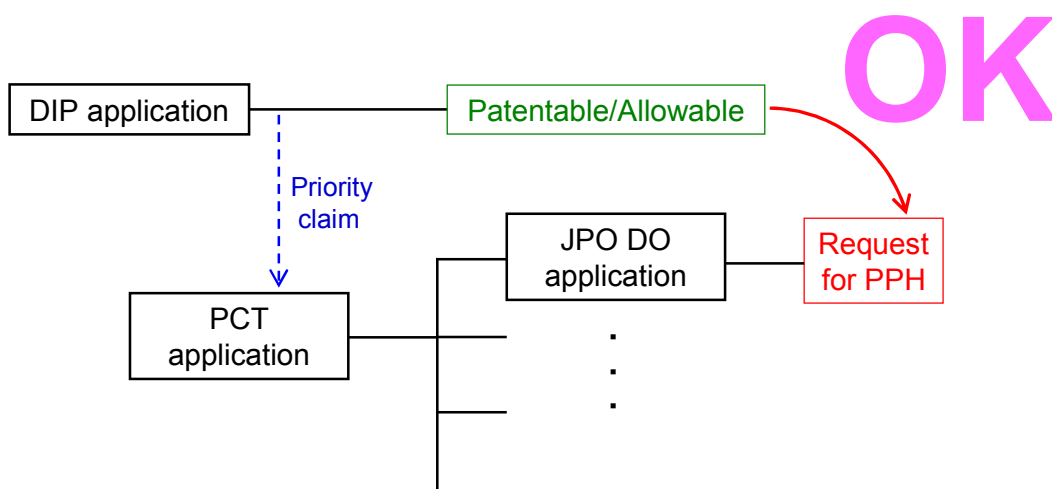 OK
DIP application
Patentable/Allowable
Priority
claim
JPO DO
application
Request
for PPH
PCT
application